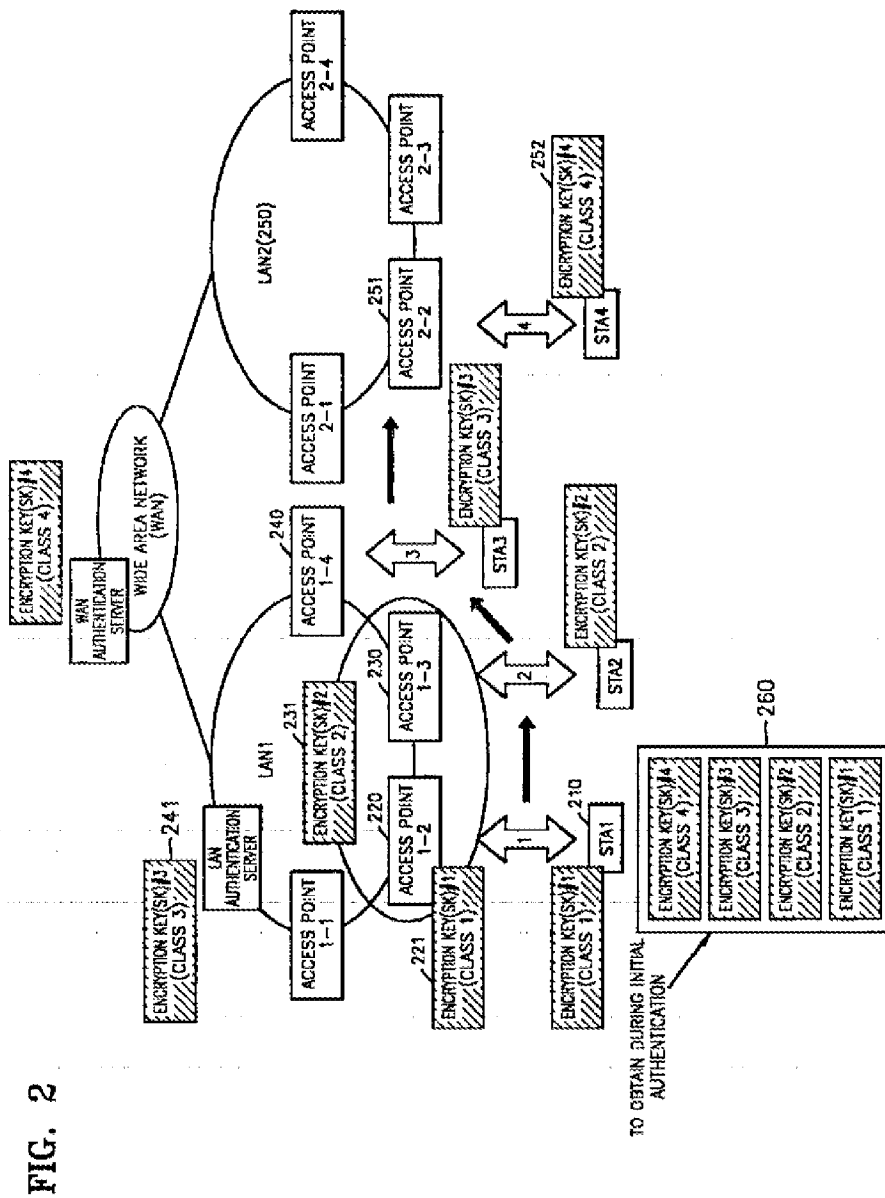 FIG. 2
ENCRYPTION KEY(SK)#4
(CLASS 4)
WAN
AUTHENTICATION
SERVER
WIDE AREA NETWORK
(WAN)
ENCRYPTION KEY(SK)#3
(CLASS 3)
241
LAN
AUTHENTICATION
SERVER
LAN1
LAN2(250)
ACCESS POINT
1-1
ACCESS POINT
1-4
240
ACCESS POINT
2-1
ACCESS POINT
2-4
231
ENCRYPTION KEY(SK)#2
(CLASS 2)
220
ACCESS POINT
1-2
230
ACCESS POINT
1-3
251
ACCESS POINT
2-2
ACCESS POINT
2-3
221
ENCRYPTION KEY(SK)#1
(CLASS 1)
1
2
3
4
ENCRYPTION KEY(SK)#1
(CLASS 1)
210
STA1
ENCRYPTION KEY(SK)#2
(CLASS 2)
STA2
ENCRYPTION KEY(SK)#3
(CLASS 3)
STA3
252
ENCRYPTION KEY(SK)#4
(CLASS 4)
STA4
TO OBTAIN DURING INITIAL
AUTHENTICATION
260
ENCRYPTION KEY(SK)#4
(CLASS 4)
ENCRYPTION KEY(SK)#3
(CLASS 3)
ENCRYPTION KEY(SK)#2
(CLASS 2)
ENCRYPTION KEY(SK)#1
(CLASS 1)